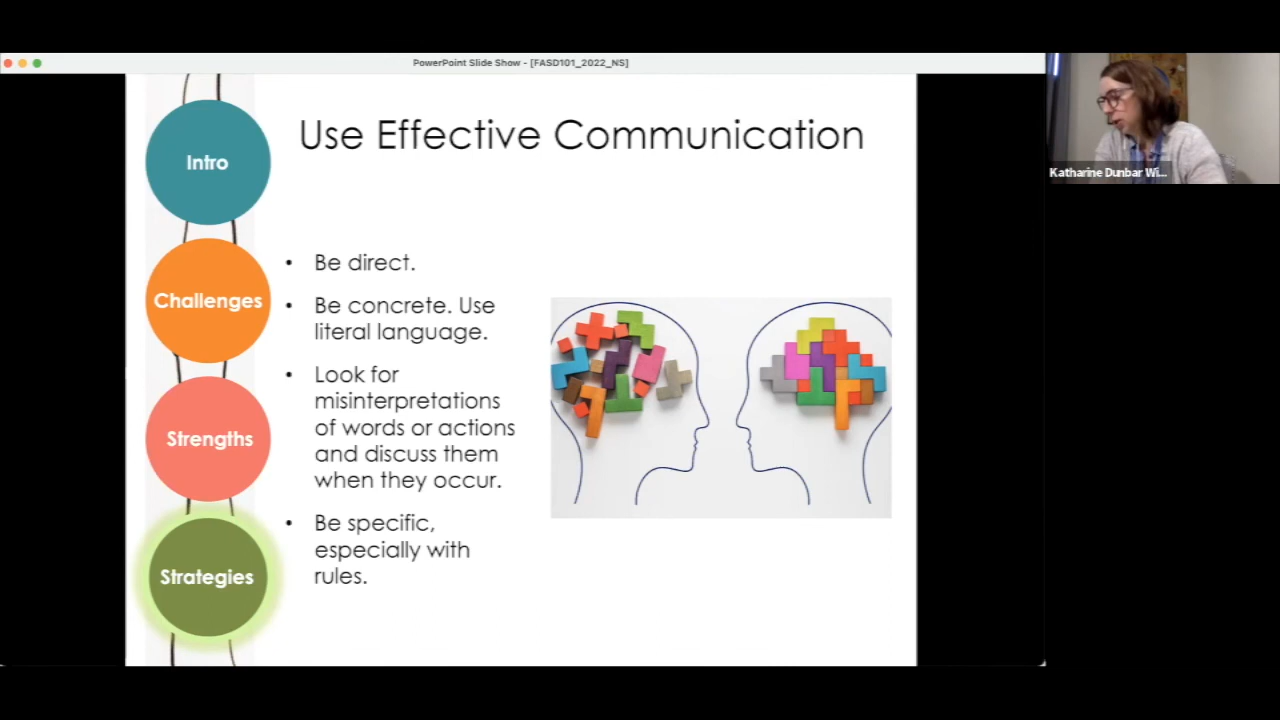 PowerPoint Slide Show - [FASD101_2022_NS]
Use Effective Communication
Intro
Challenges
Strengths
Strategies
• Be direct.
• Be concrete. Use
literal language.
• Look for
misinterpretations
of words or actions
and discuss them
when they occur.
• Be specific,
especially with
rules.
Katharine Dunbar Wi...